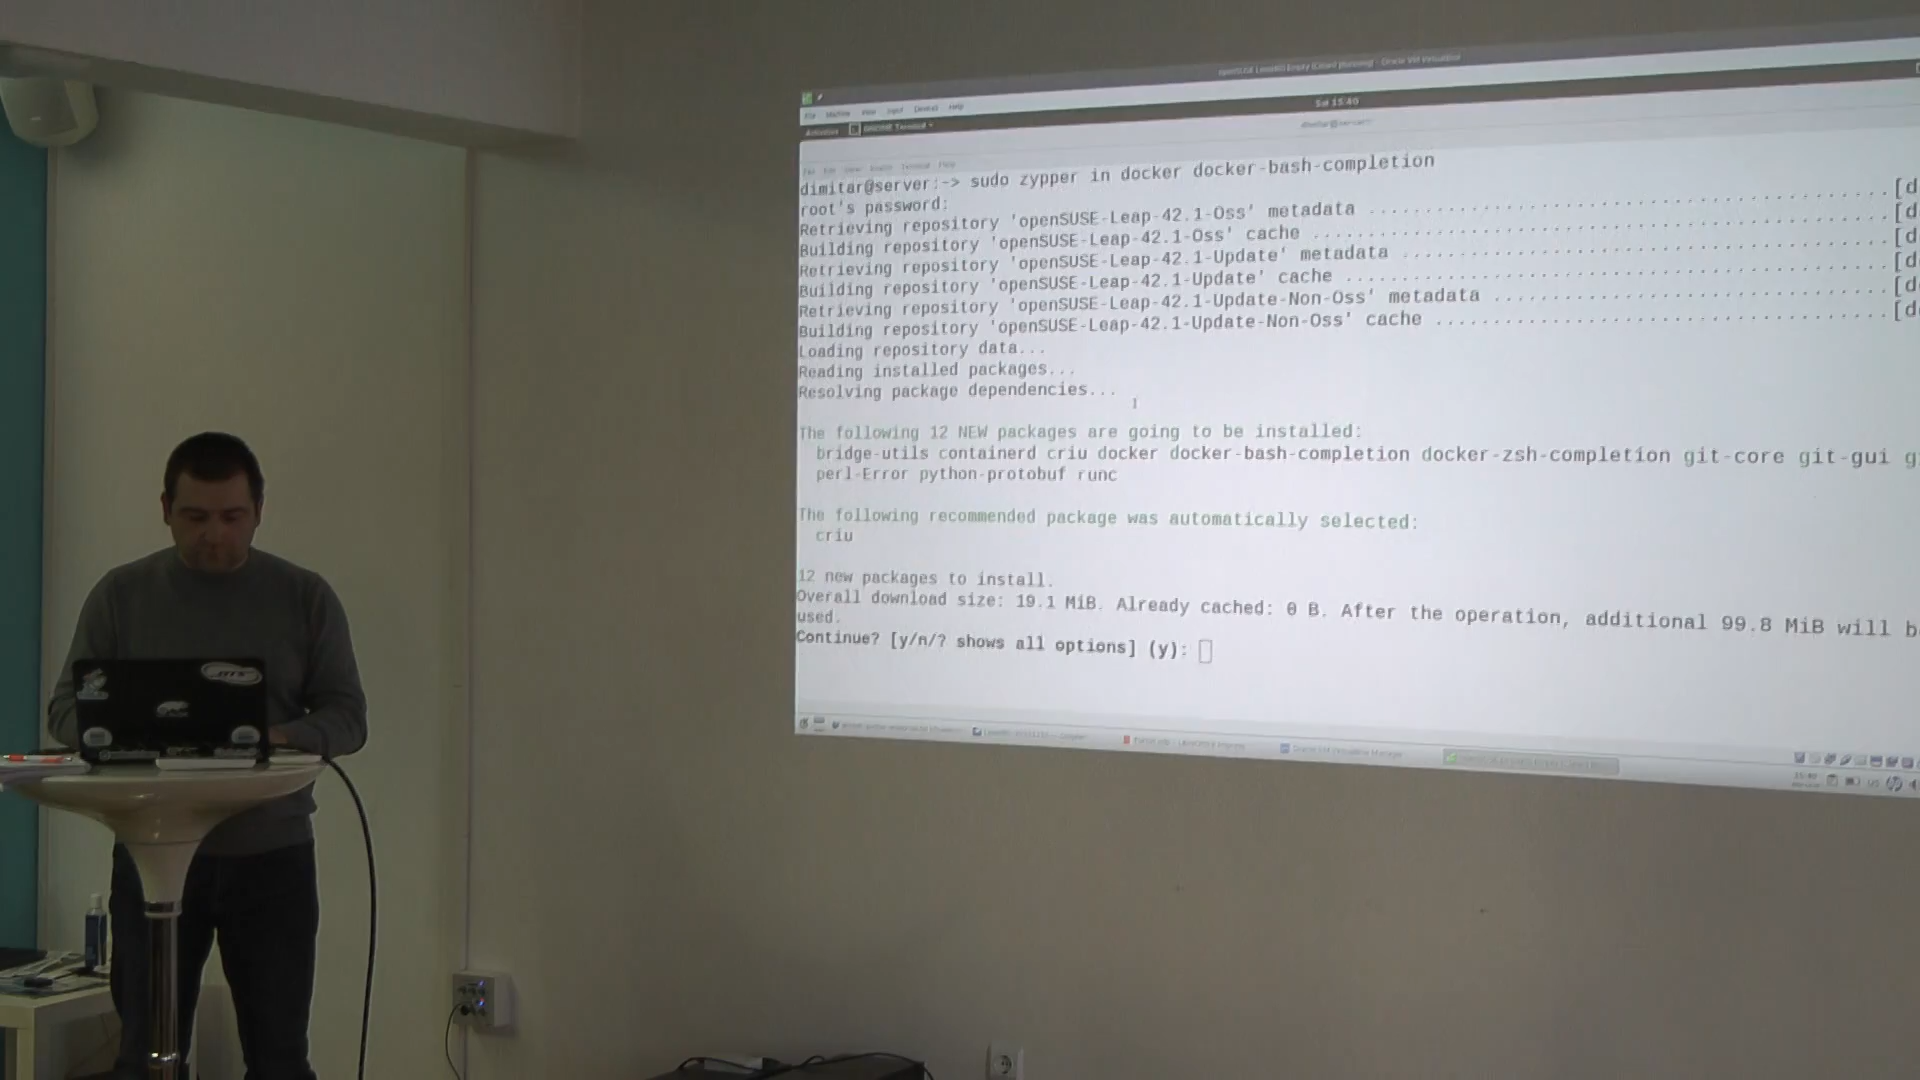 Sat 15:40
dimitar@server:~> sudo zypper in docker docker-bash-completion
root's password:
Retrieving repository 'openSUSE-Leap-42.1-Oss' metadata ........................................[d
Building repository 'openSUSE-Leap-42.1-Oss' cache ........................................[d
Retrieving repository 'openSUSE-Leap-42.1-Update' metadata ........................................[d
Building repository 'openSUSE-Leap-42.1-Update' cache ........................................[d
Retrieving repository 'openSUSE-Leap-42.1-Update-Non-Oss' metadata ........................................[d
Building repository 'openSUSE-Leap-42.1-Update-Non-Oss' cache ........................................[d
Loading repository data...
Reading installed packages...
Resolving package dependencies...
The following 12 NEW packages are going to be installed:
bridge-utils containerd criu docker docker-bash-completion docker-zsh-completion git-core git-gui g
perl-Error python-protobuf runc
The following recommended package was automatically selected:
criu
12 new packages to install.
Overall download size: 19.1 MiB. Already cached: 0 B. After the operation, additional 99.8 MiB will b
used.
Continue? [y/n/? shows all options] (y):